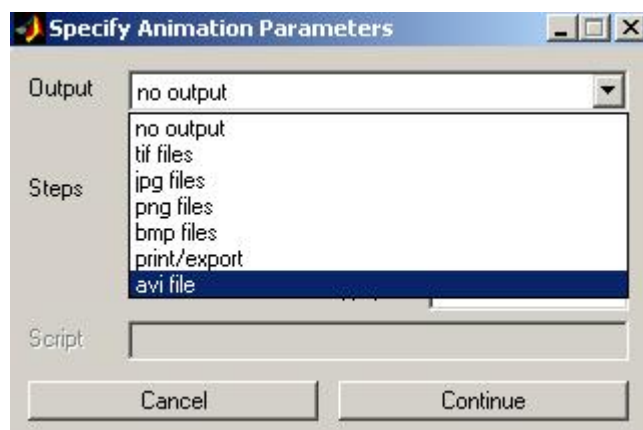 Specify Animation Parameters
Output
no output
no output
tif files
Steps
jpg files
png files
bmp files
print/export
avi file
Script
Cancel
Continue